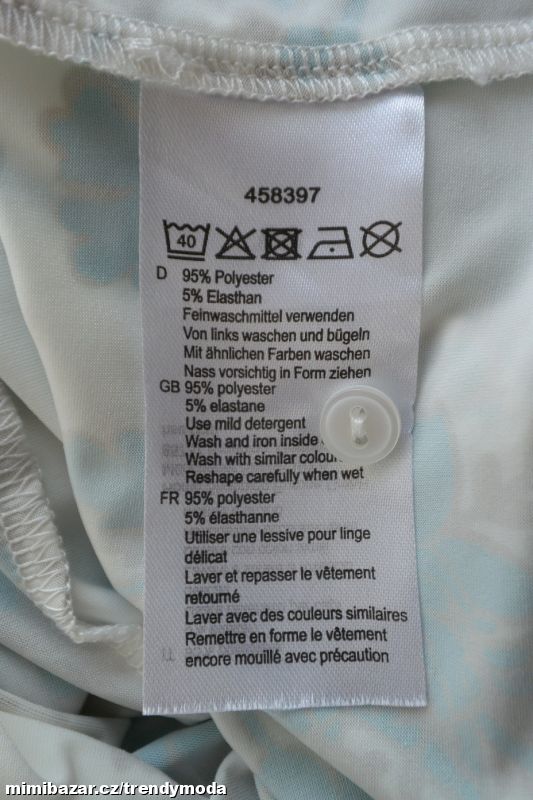 458397
40
D 95% Polyester
5% Elasthan
Feinwaschmittel verwenden
Von links waschen und bügeln
Mit ähnlichen Farben waschen
Nass vorsichtig in Form ziehen
GB 95% polyester
5% elastane
Use mild detergent
Wash and iron inside
Wash with similar colou
Reshape carefully when wet
FR 95% polyester
5% élasthanne
Utiliser une lessive pour linge
délicat
Laver et repasser le vêtement
retourné
Laver avec des couleurs similaires
Remettre en forme le vêtement
encore mouillé avec précaution
mimibazar.cz/trendymoda